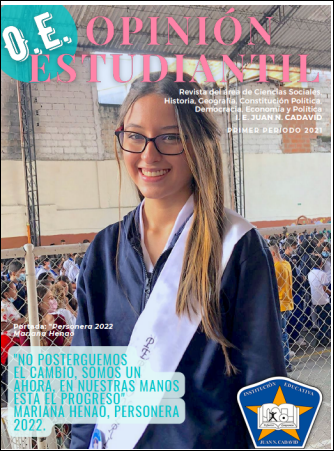 O.E.
OPINIÓN
ESTUDIANTIL
Revista del área de Ciencias Sociales,
Historia, Geografía, Constitución Política,
Democracia, Economía y Política
I. E. JUAN N. CADAVID
PRIMER PERÍODO 2021
Portada: "Personera 2022
Mariana Henao
"NO POSTERGUEMOS
EL CAMBIO, SOMOS UN
AHORA, EN NUESTRAS MANOS
ESTÁ EL PROGRESO"
MARIANA HENAO, PERSONERA
2022.
INSTITUCIÓN EDUCATIVA
JUAN N. CADAVID